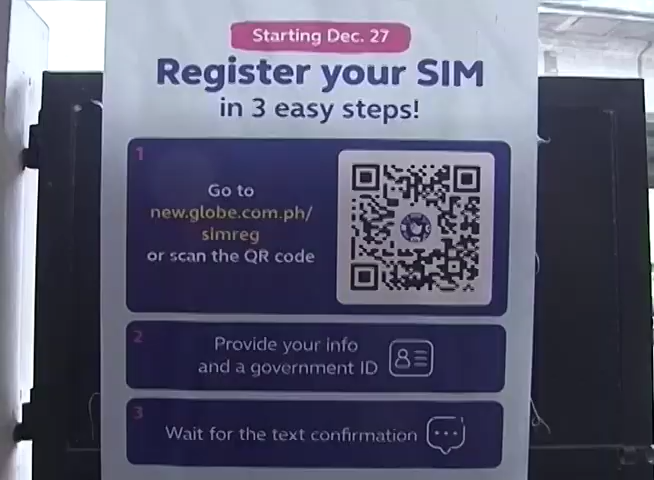 Starting Dec. 27
Register your SIM
in 3 easy steps!
1
Go to
new.globe.com.ph/
simreg
or scan the QR code
2
Provide your info
and a government ID
3
Wait for the text confirmation